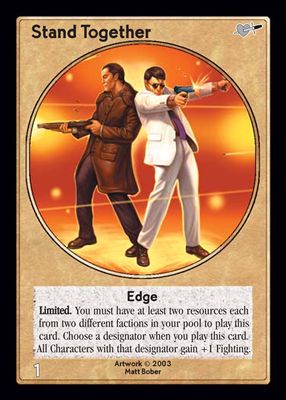 Stand Together
Edge
Limited. You must have at least two resources each
from two different factions in your pool to play this
card. Choose a designator when you play this card.
All Characters with that designator gain +1 Fighting.
1
Artwork © 2003
Matt Bober